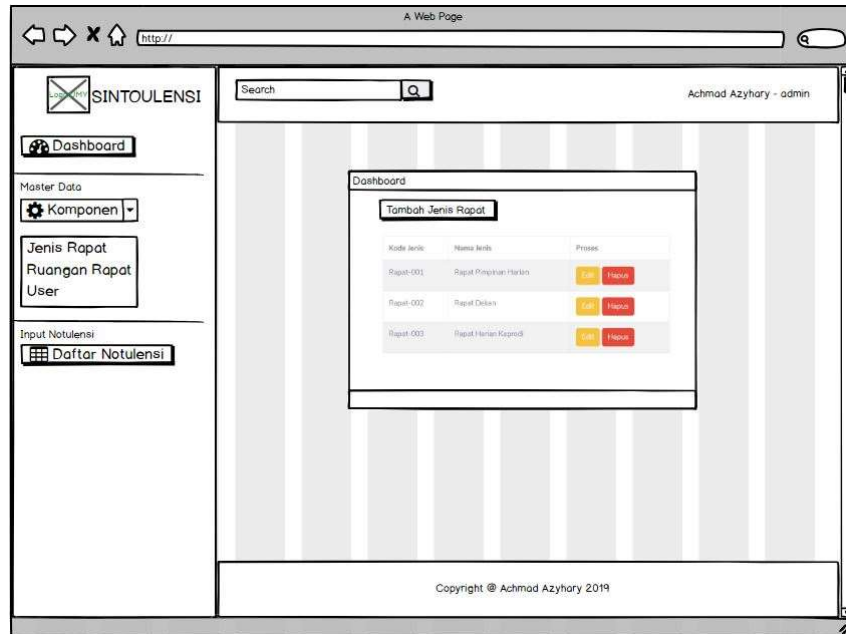 A Web Page
http://
SINTOULENSI
Search
Achmad Azyhary - admin
Dashboard
Master Data
Komponen
Jenis Rapat
Ruangan Rapat
User
Input Notulensi
Daftar Notulensi
Dashboard
Tambah Jenis Rapat
Kode Jenis Nama Jenis Proses
Rapat-001 Rapat Pimpinan Harian Edit Hapus
Rapat-002 Rapat Dekan Edit Hapus
Rapat-003 Rapat Harian Kaprodi Edit Hapus
Copyright @ Achmad Azyhary 2019